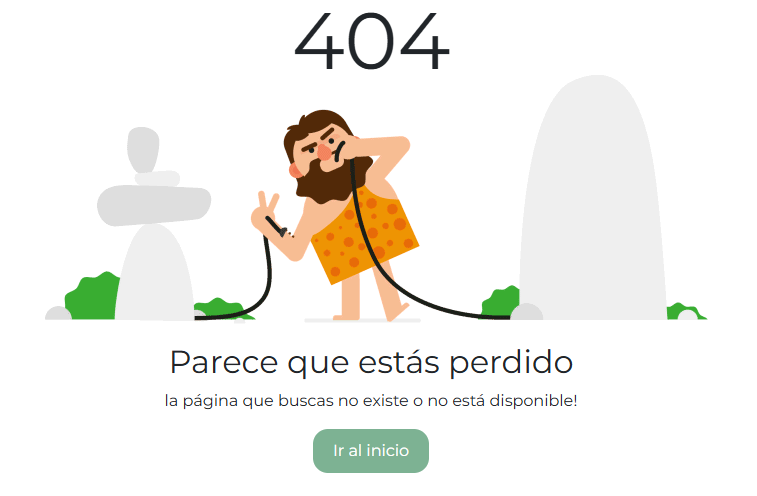 404
Parece que estás perdido
la página que buscas no existe o no está disponible!
Ir al inicio